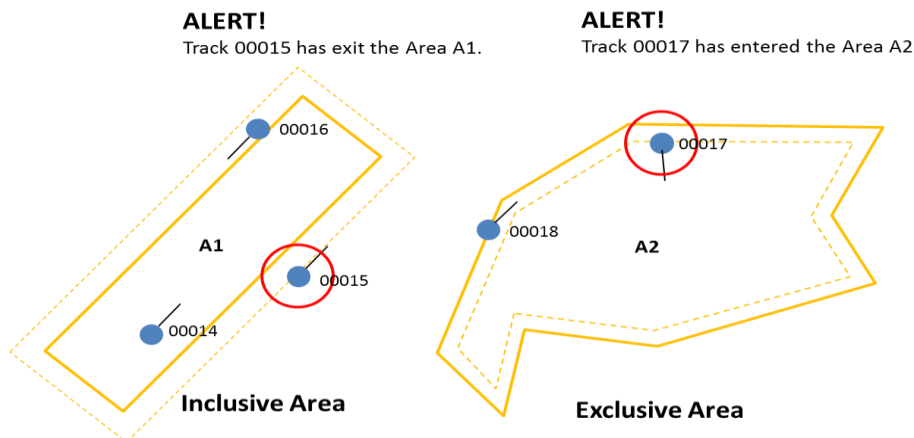 ALERT!
Track 00015 has exit the Area A1.
ALERT!
Track 00017 has entered the Area A2
00016
00017
00018
A1
A2
00015
00014
Inclusive Area
Exclusive Area